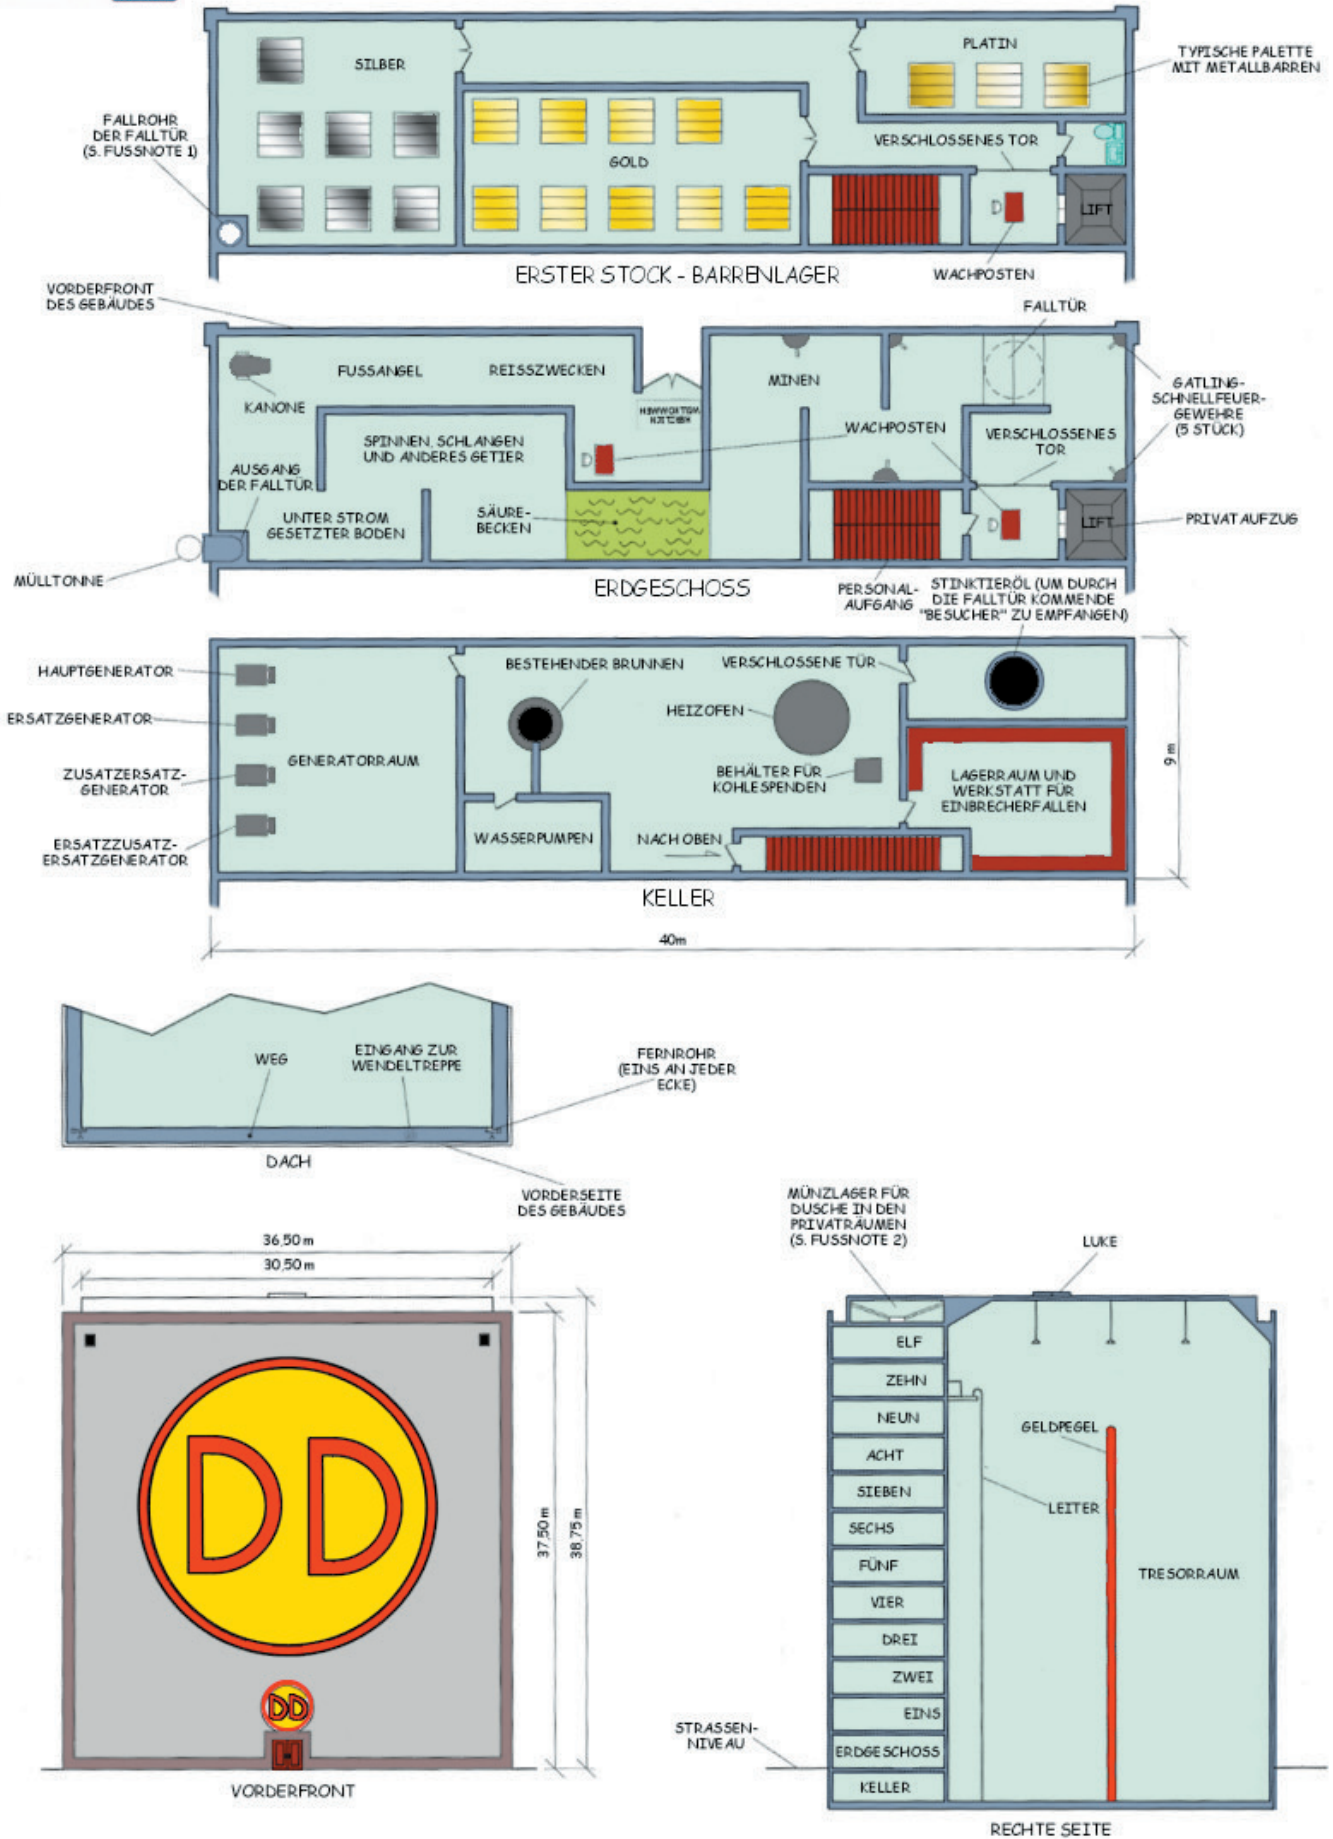 SILBER
PLATIN
TYPISCHE PALETTE
MIT METALLBARREN
FALLROHR
DER FALLTÜR
(S. FUSSNOTE 1)
GOLD
VERSCHLOSSENES TOR
LIFT
WACHPOSTEN
ERSTER STOCK - BARRENLAGER
VORDERFRONT
DES GEBÄUDES
FALLTÜR
FUSSANGEL
REISSZWECKEN
MINEN
KANONE
GATLING-
SCHNELLFEUER-
GEWEHRE
(5 STÜCK)
SPINNEN, SCHLANGEN
UND ANDERES GETIER
WACHPOSTEN
VERSCHLOSSENES
TOR
AUSGANG
DER FALLTÜR
UNTER STROM
GESETZTER BODEN
SÄURE-
BECKEN
LIFT
PRIVATAUFZUG
MÜLLTONNE
ERDGESCHOSS
PERSONAL-
AUFGANG
STINKTIERÖL (UM DURCH
DIE FALLTÜR KOMMENDE
"BESUCHER" ZU EMPFANGEN)
HAUPTGENERATOR
BESTEHENDER BRUNNEN
VERSCHLOSSENE TÜR
ERSATZGENERATOR
HEIZOFEN
GENERATORRAUM
ZUSATZERSATZ-
GENERATOR
BEHÄLTER FÜR
KOHLESPENDEN
LAGERRAUM UND
WERKSTATT FÜR
EINBRECHERFALLEN
9 m
ERSATZZUSATZ-
ERSATZGENERATOR
WASSERPUMPEN
NACH OBEN
KELLER
40m
WEG
EINGANG ZUR
WENDELTREPPE
FERNROHR
(EINS AN JEDER
ECKE)
DACH
VORDERSEITE
DES GEBÄUDES
36,50 m
30,50 m
DD
DD
37,50 m
38,75 m
VORDERFRONT
MÜNZLAGER FÜR
DUSCHE IN DEN
PRIVATRÄUMEN
(S. FUSSNOTE 2)
LUKE
ELF
ZEHN
NEUN
ACHT
SIEBEN
SECHS
FÜNF
VIER
DREI
ZWEI
EINS
ERDGESCHOSS
KELLER
GELDPEGEL
LEITER
TRESORRAUM
STRASSEN-
NIVEAU
RECHTE SEITE